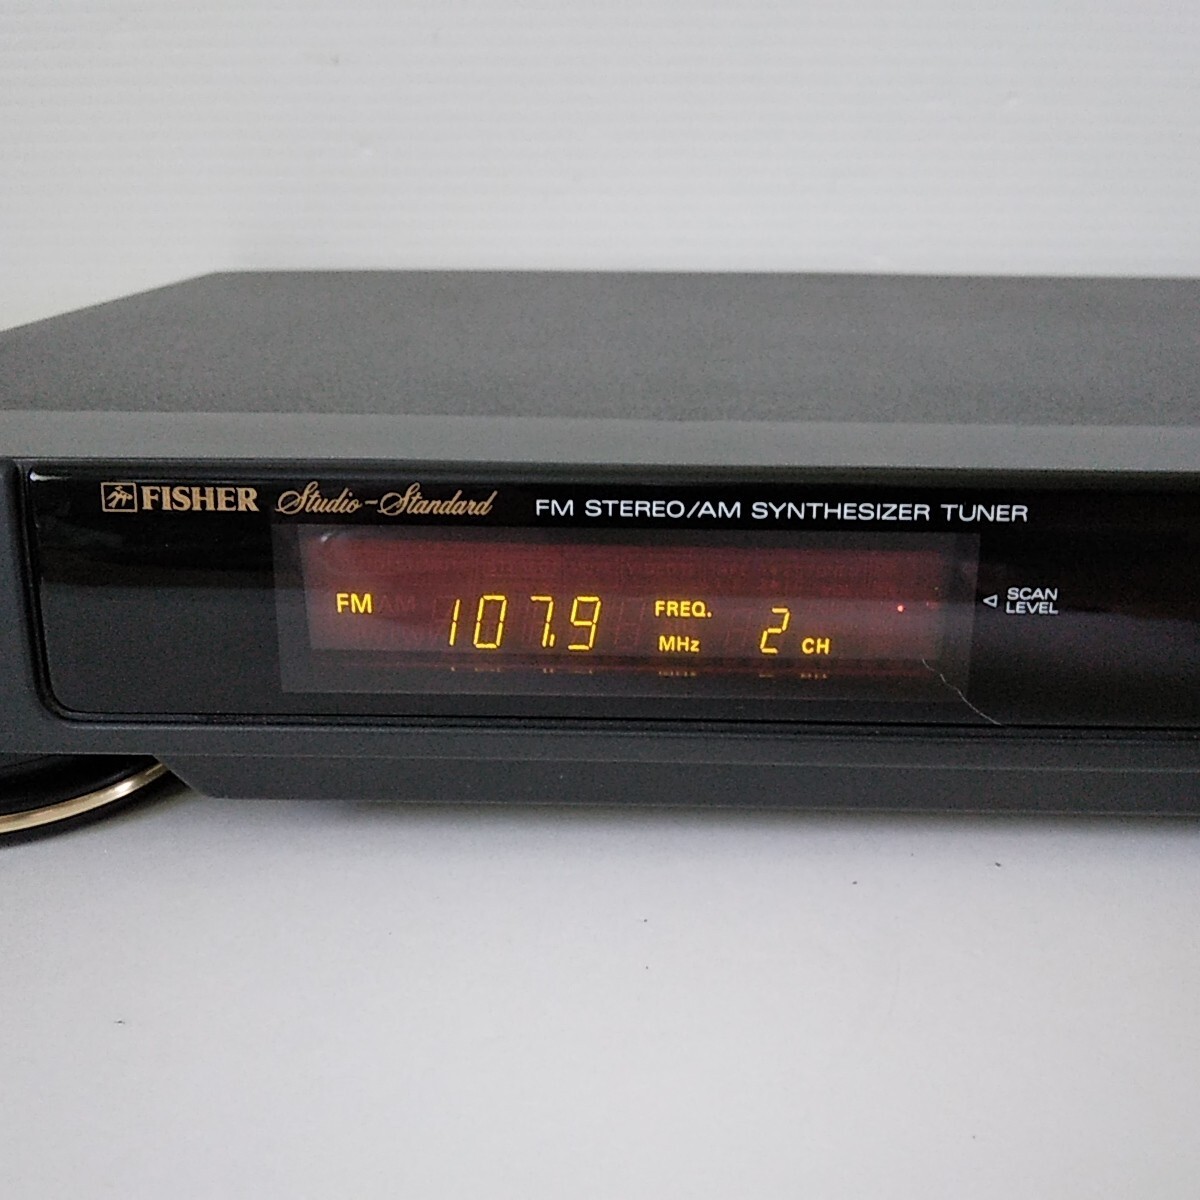 FISHER Studio-Standard FM STEREO/AM SYNTHESIZER TUNER
FM AM 107.9 FREQ. MHz 2 CH
SCAN LEVEL